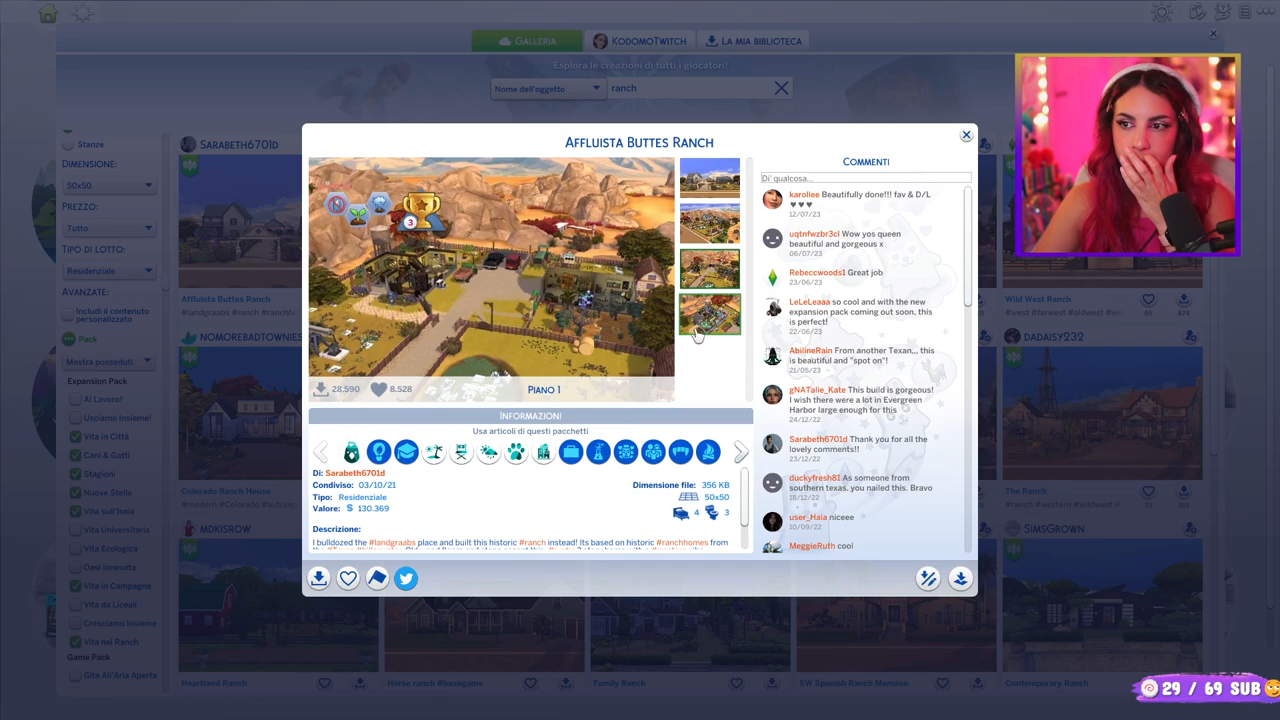 GALLERIA
KODOMOTWITCH
LA MIA BIBLIOTECA
Esplora le creazioni di tutti i giocatori!
Nome dell'oggetto
ranch
Stanze
DIMENSIONE:
50x50
PREZZO:
Tutto
TIPO DI LOTTO:
Residenziale
AVANZATE:
Includi il contenuto
personalizzato
Pack
Mostra posseduti
Expansion Pack
Al Lavoro!
Usciamo Insieme!
Vita in Città
Cani & Gatti
Stagioni
Nuove Stelle
Vita sull'Isola
Vita Ecologica
Oasi Innevata
Vita in Campagna
Vita da Liceali
Cresciamo Insieme
Vita nel Ranch
Game Pack
Gita All'Aria Aperta
SARABETH6701D
Affluista Buttes Ranch
NOMOREBADTOWNIES
Colorado Ranch House
MDKISROW
Heartland Ranch
Horse ranch #basegame
Family Ranch
SW Spanish Ranch Mansion
Wild West Ranch
DADAISY232
The Ranch
SIMSGROWN
Contemporary Ranch
AFFLUISTA BUTTES RANCH
3
28.590
8.528
PIANO 1
INFORMAZIONI
Usa articoli di questi pacchetti
Di: Sarabeth6701d
Condiviso: 03/10/21
Tipo: Residenziale
Valore: § 130.369
Dimensione file: 356 KB
50x50
4
3
Descrizione:
I bulldozed the #landgraabs place and built this historic #ranch instead! Its based on historic #ranchhomes from
COMMENTI
Di' qualcosa...
karollee Beautifully done!!! fav & D/L
♥♥♥
12/07/23
uqtnfwzbr3cl Wow yos queen
beautiful and gorgeous x
06/07/23
Rebeccwoods1 Great job
23/06/23
LeLeLeaaa so cool and with the new
expansion pack coming out soon, this
is perfect!
22/06/23
AbilineRain From another Texan,,, this
is beautiful and "spot on"!
21/05/23
gNATalie_Kate This build is gorgeous!
I wish there were a lot in Evergreen
Harbor large enough for this
24/12/22
Sarabeth6701d Thank you for all the
lovely comments!!
23/12/22
duckyfresh81 As someone from
southern texas, you nailed this. Bravo
18/12/22
user_Hala niceee
10/09/22
MeggieRuth cool
29 / 69 SUB